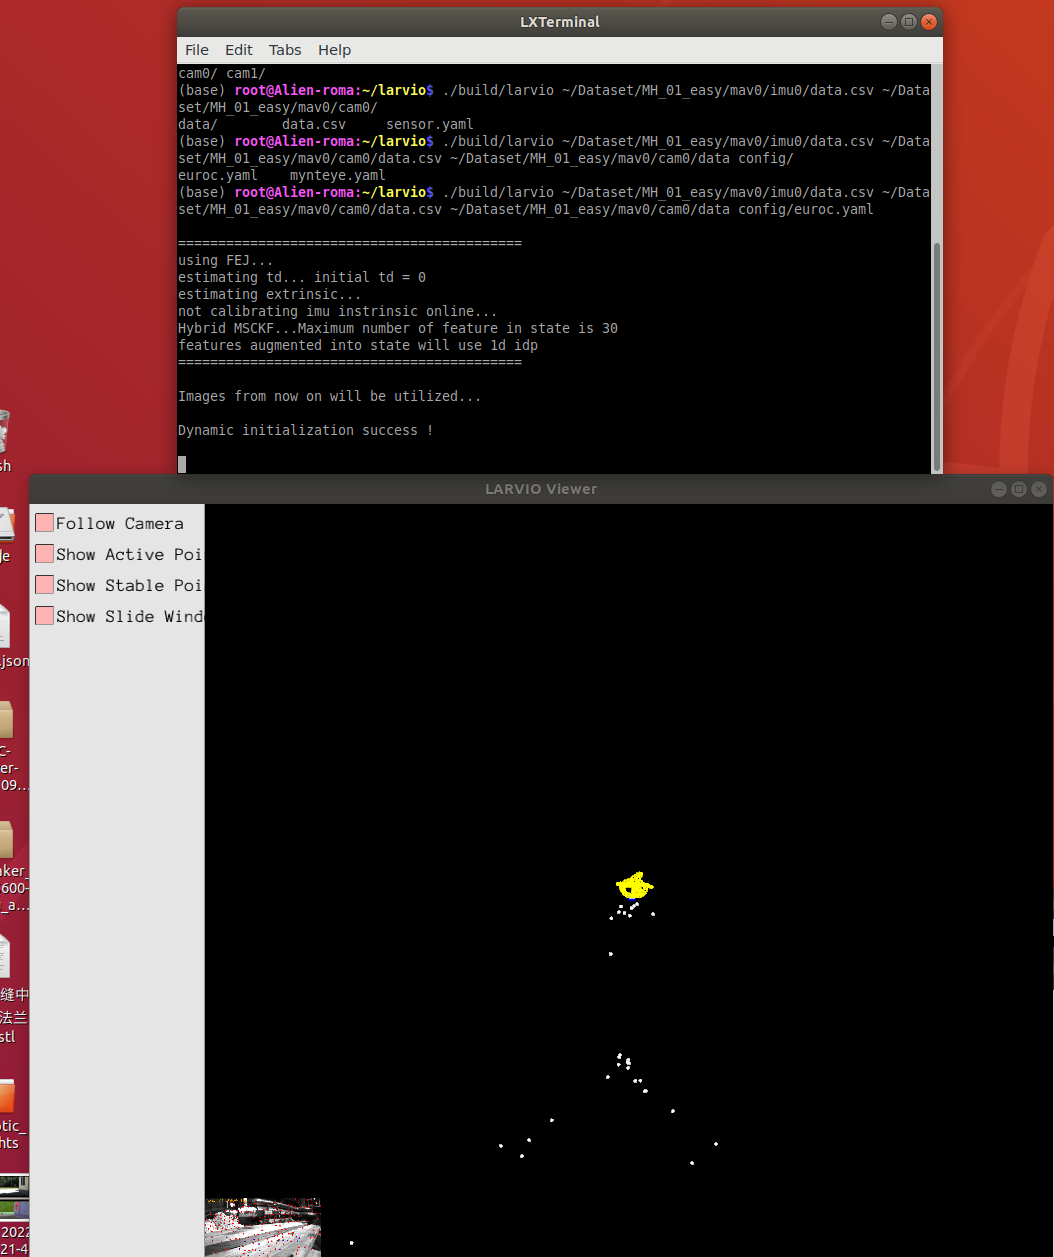 LXTerminal
File Edit Tabs Help
cam0/ cam1/
(base) root@Alien-roma:~/larvio$ ./build/larvio ~/Dataset/MH_01_easy/mav0/imu0/data.csv ~/Data
set/MH_01_easy/mav0/cam0/
data/ data.csv sensor.yaml
(base) root@Alien-roma:~/larvio$ ./build/larvio ~/Dataset/MH_01_easy/mav0/imu0/data.csv ~/Data
set/MH_01_easy/mav0/cam0/data.csv ~/Dataset/MH_01_easy/mav0/cam0/data config/
euroc.yaml mynteye.yaml
(base) root@Alien-roma:~/larvio$ ./build/larvio ~/Dataset/MH_01_easy/mav0/imu0/data.csv ~/Data
set/MH_01_easy/mav0/cam0/data.csv ~/Dataset/MH_01_easy/mav0/cam0/data config/euroc.yaml
===========================================
using FEJ...
estimating td... initial td = 0
estimating extrinsic...
not calibrating imu instrinsic online...
Hybrid MSCKF...Maximum number of feature in state is 30
features augmented into state will use 1d idp
===========================================
Images from now on will be utilized...
Dynamic initialization success !
LARVIO Viewer
Follow Camera
Show Active Poi
Show Stable Poi
Show Slide Wind
sh
.json
C-
er-
09...
aker_
600-
_a...
缝中
法兰
stl
otic_
hts
2022
21-4